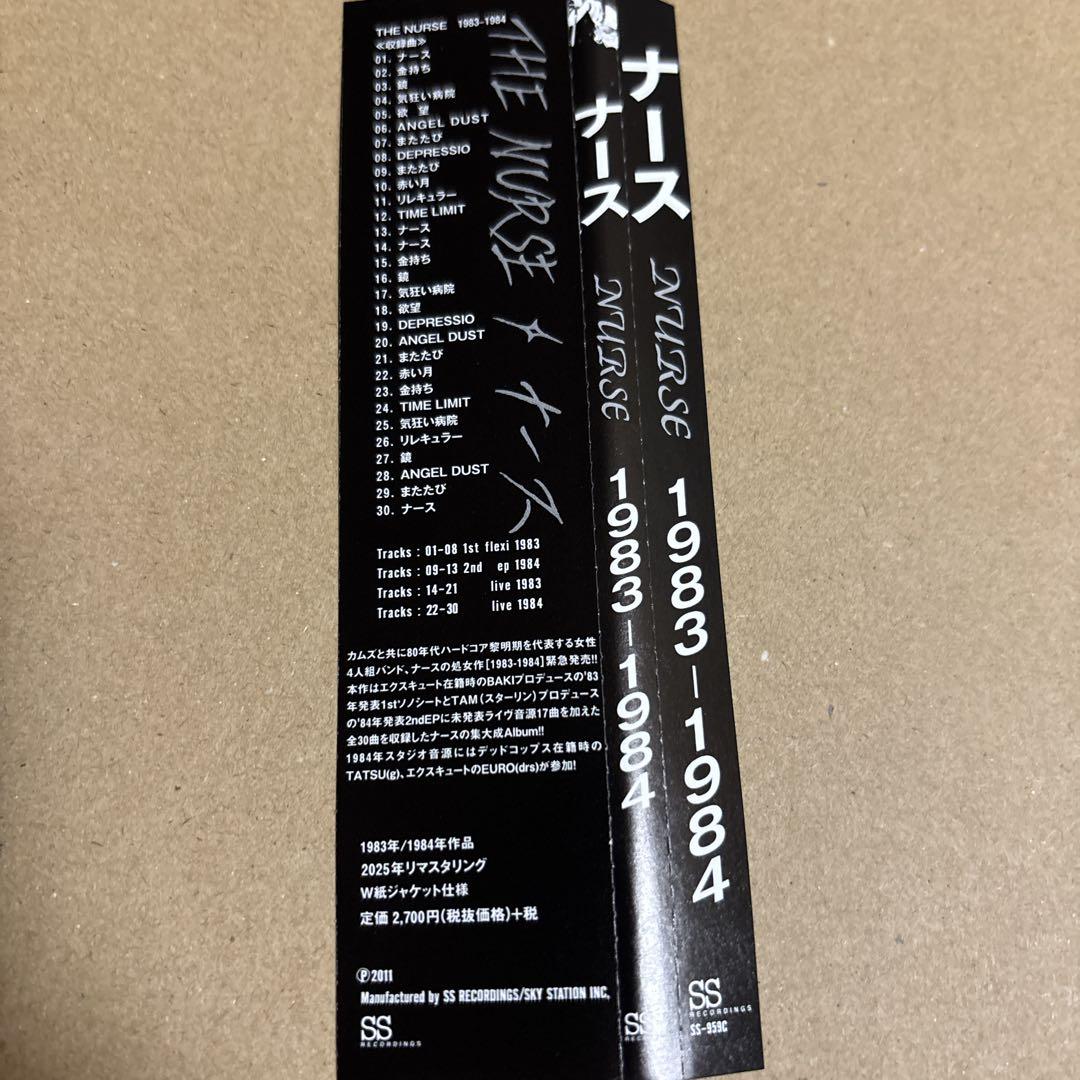 THE NURSE 1983-1984
≪収録曲≫
01. ナース
02. 金持ち
03. 鏡
04. 気狂い病院
05. 欲 望
06. ANGEL DUST
07. またたび
08. DEPRESSIO
09. またたび
10. 赤い月
11. リレキュラー
12. TIME LIMIT
13. ナース
14. ナース
15. 金持ち
16. 鏡
17. 気狂い病院
18. 欲望
19. DEPRESSIO
20. ANGEL DUST
21. またたび
22. 赤い月
23. 金持ち
24. TIME LIMIT
25. 気狂い病院
26. リレキュラー
27. 鏡
28. ANGEL DUST
29. またたび
30. ナース
Tracks : 01-08 1st flexi 1983
Tracks : 09-13 2nd ep 1984
Tracks : 14-21 live 1983
Tracks : 22-30 live 1984
カムズと共に80年代ハードコア黎明期を代表する女性
4人組バンド、ナースの処女作[1983-1984]緊急発売!!
本作はエクスキュート在籍時のBAKIプロデュースの'83
年発表1stソノシートとTAM(スターリン)プロデュース
の'84年発表2ndEPに未発表ライヴ音源17曲を加えた
全30曲を収録したナースの集大成Album!!
1984年スタジオ音源にはデッドコップス在籍時の
TATSU(g)、エクスキュートのEURO(drs)が参加!
1983年/1984年作品
2025年リマスタリング
W紙ジャケット仕様
定価 2,700円(税抜価格)+税
Ⓟ2011
Manufactured by SS RECORDINGS/SKY STATION INC,
SS
RECORDINGS
THE NURSE ナース
ナース
NURSE
1983-1984
SS
ナース
NURSE
1983-1984
SS
RECORDINGS
SS-959C